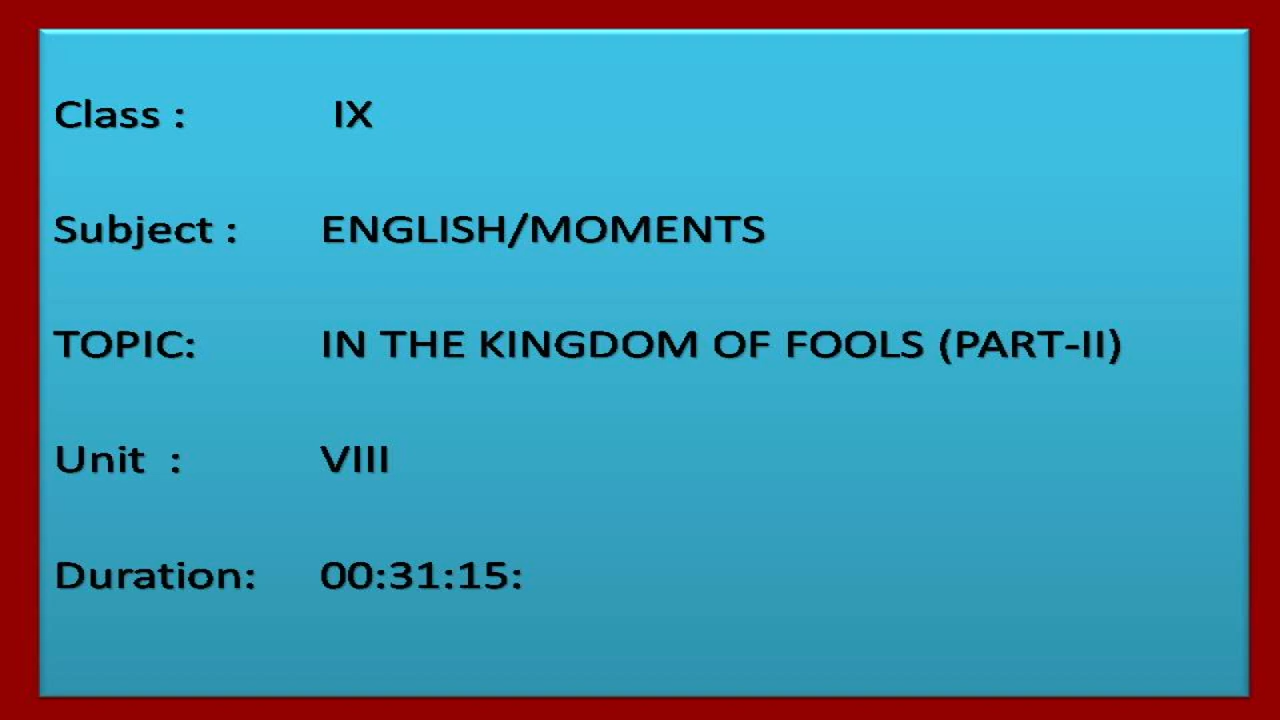 Class : IX
Subject : ENGLISH/MOMENTS
TOPIC: IN THE KINGDOM OF FOOLS (PART-II)
Unit : VIII
Duration: 00:31:15: